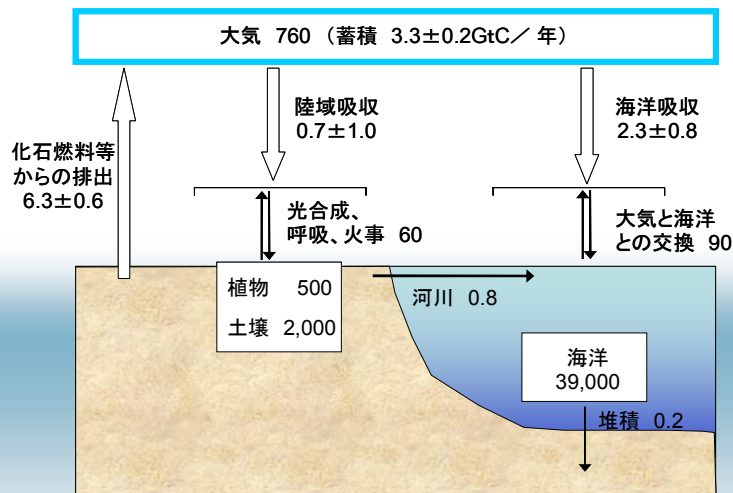 大気 760 (蓄積 3.3±0.2GtC/ 年)
陸域吸収
0.7±1.0
海洋吸収
2.3±0.8
化石燃料等
からの排出
6.3±0.6
光合成、
呼吸、火事 60
大気と海洋
との交換 90
植物 500
土壌 2,000
河川 0.8
海洋
39,000
堆積 0.2